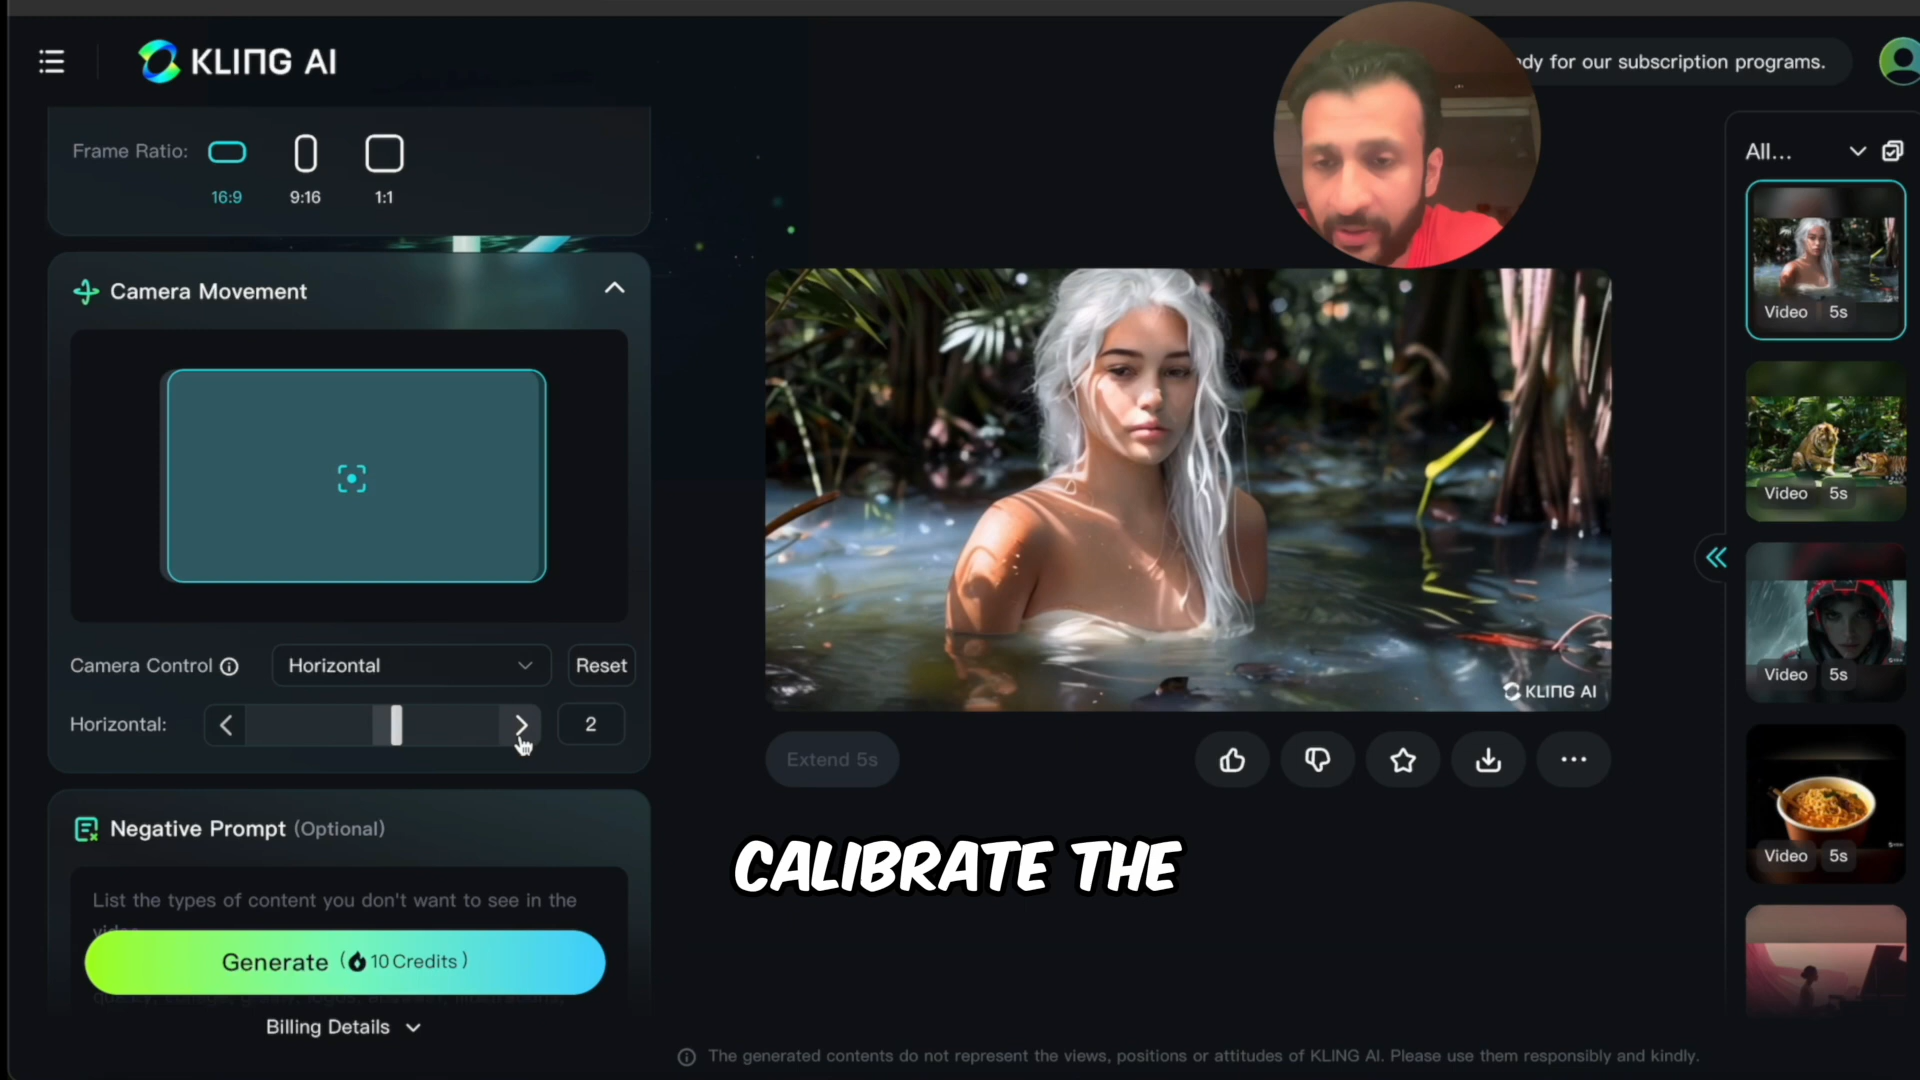 KLING AI
dy for our subscription programs.
Frame Ratio:
16:9
9:16
1:1
All...
Camera Movement
Video 5s
Video 5s
Video 5s
Video 5s
Camera Control
Horizontal
Reset
Horizontal:
2
KLING AI
Extend 5s
Negative Prompt (Optional)
CALIBRATE THE
List the types of content you don't want to see in the
Generate (10 Credits)
Billing Details
The generated contents do not represent the views, positions or attitudes of KLING AI. Please use them responsibly and kindly.